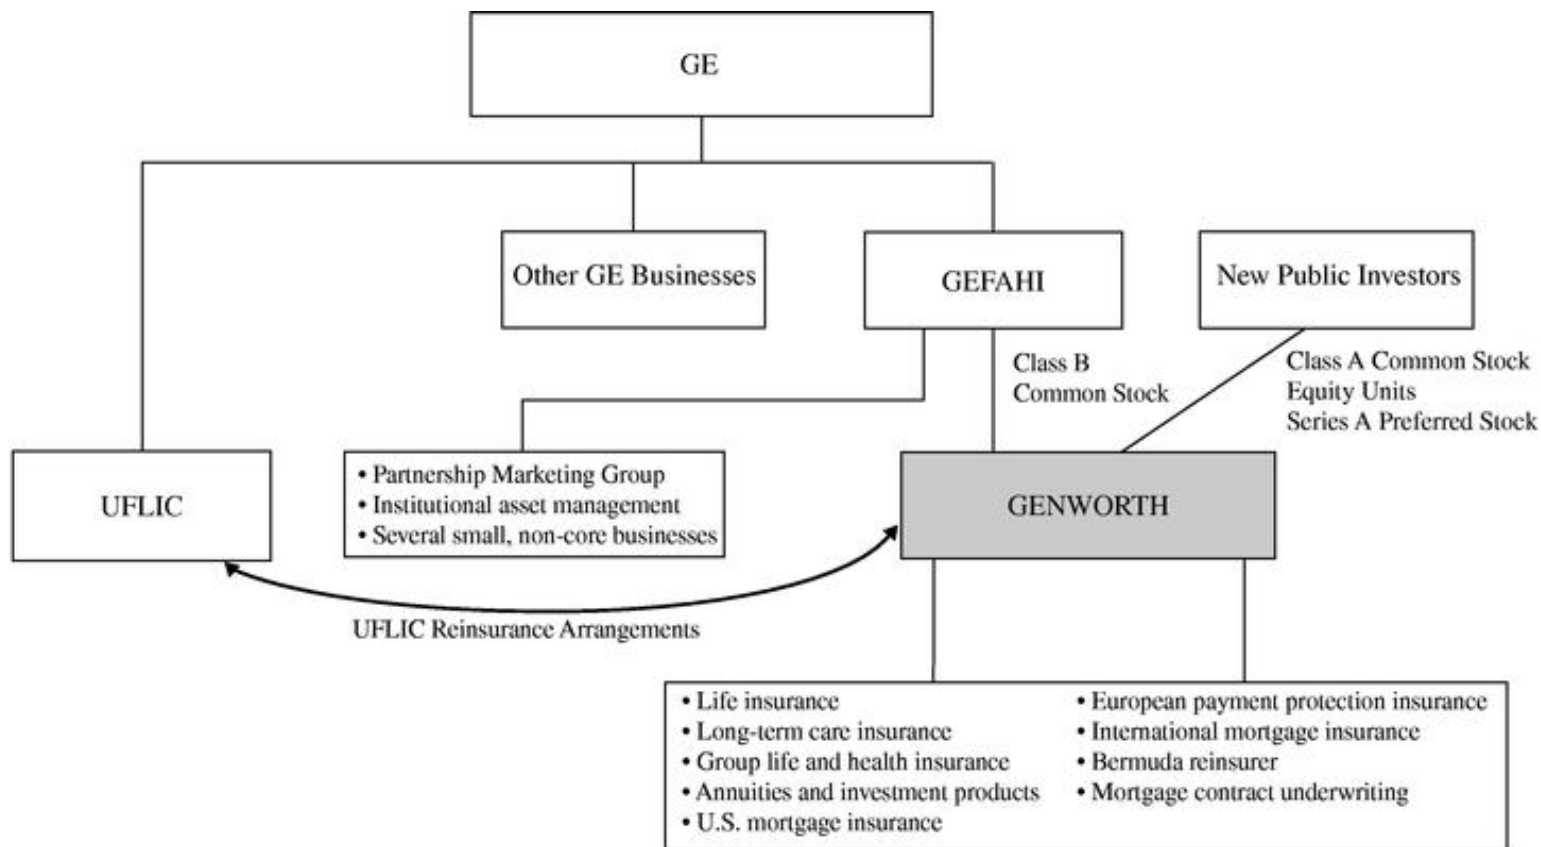 GE
Other GE Businesses
GEFAHI
New Public Investors
Class B
Common Stock
Class A Common Stock
Equity Units
Series A Preferred Stock
UFLIC
• Partnership Marketing Group
• Institutional asset management
• Several small, non-core businesses
GENWORTH
UFLIC Reinsurance Arrangements
• Life insurance
• Long-term care insurance
• Group life and health insurance
• Annuities and investment products
• U.S. mortgage insurance
• European payment protection insurance
• International mortgage insurance
• Bermuda reinsurer
• Mortgage contract underwriting